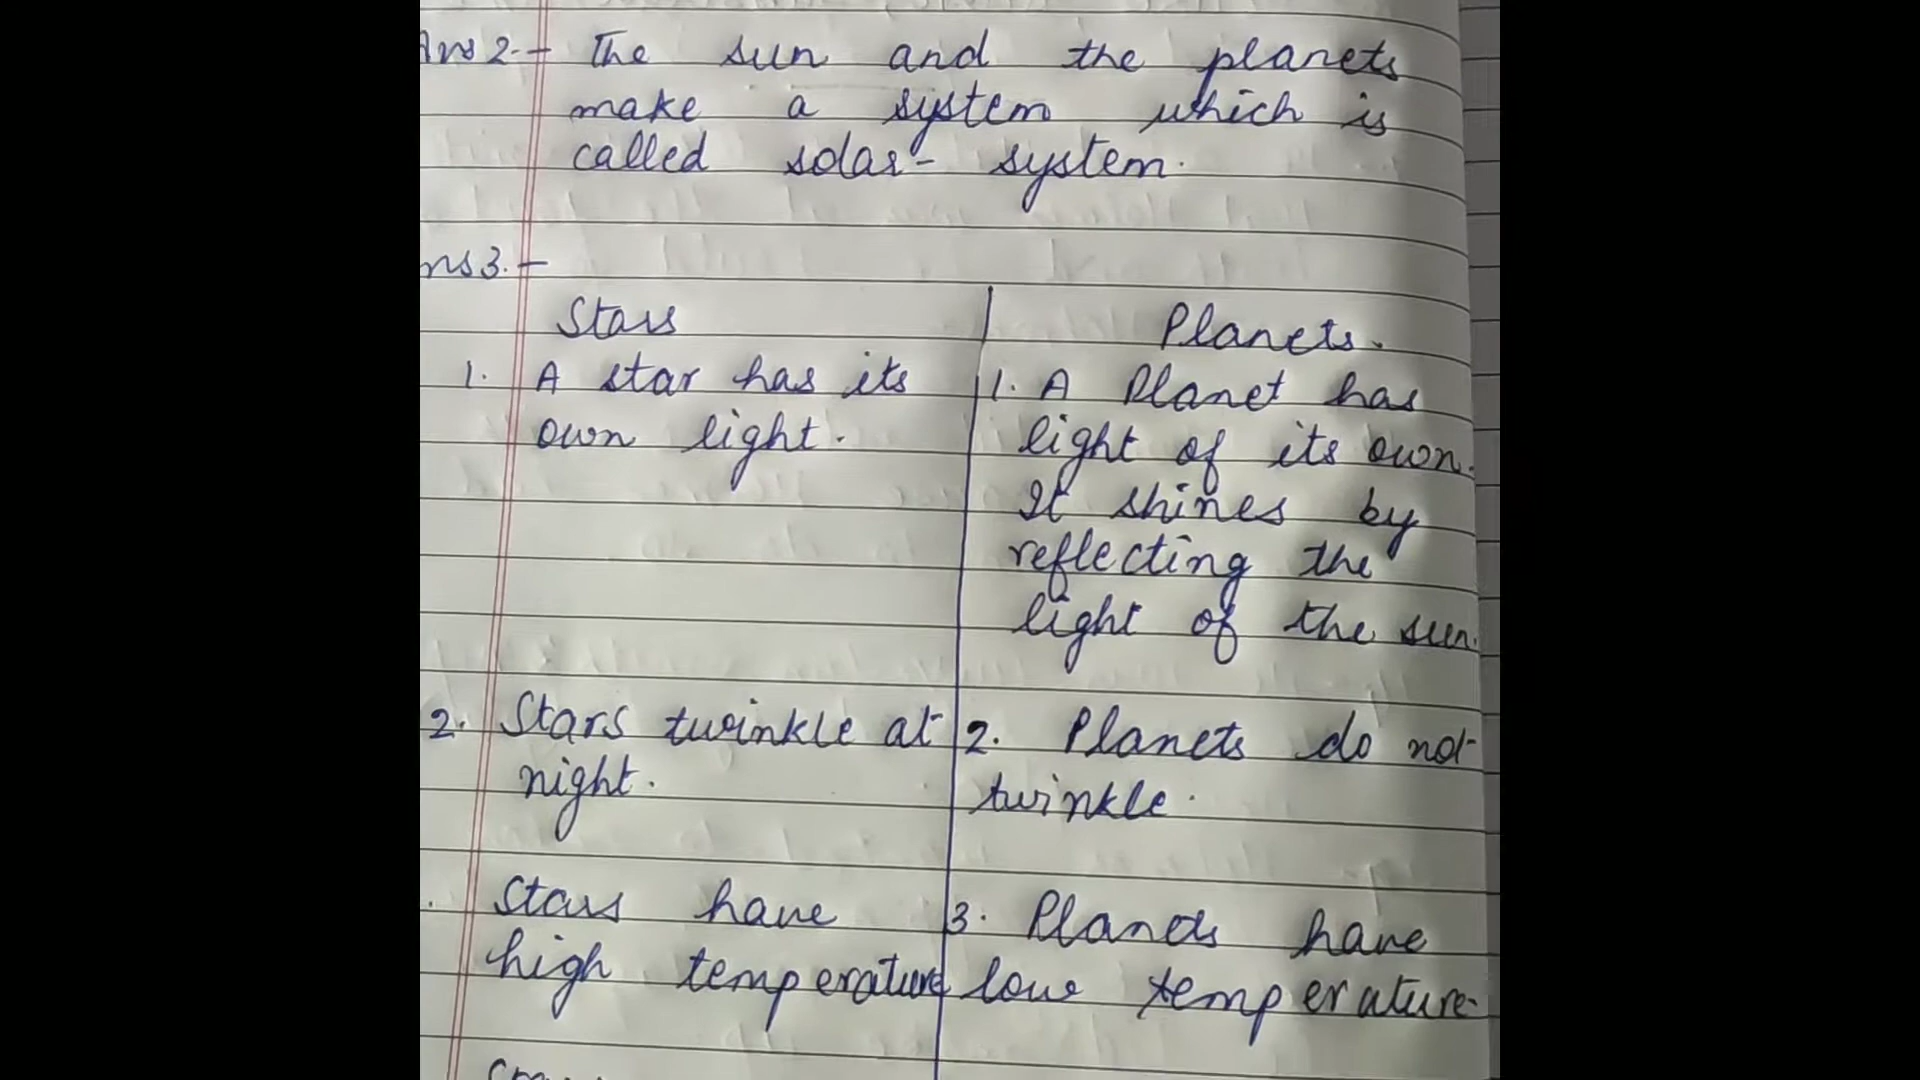 Ans 2 - The sun and the planets
make a system which is
called solar - system.
ns 3. -
Stars
1. A star has its
own light.
2. Stars twinkle at
night.
. Stars have
high temperature
Planets.
1. A Planet has
light of its own.
It shines by
reflecting the
light of the sun.
2. Planets do not
twinkle.
3. Planets have
low temperature